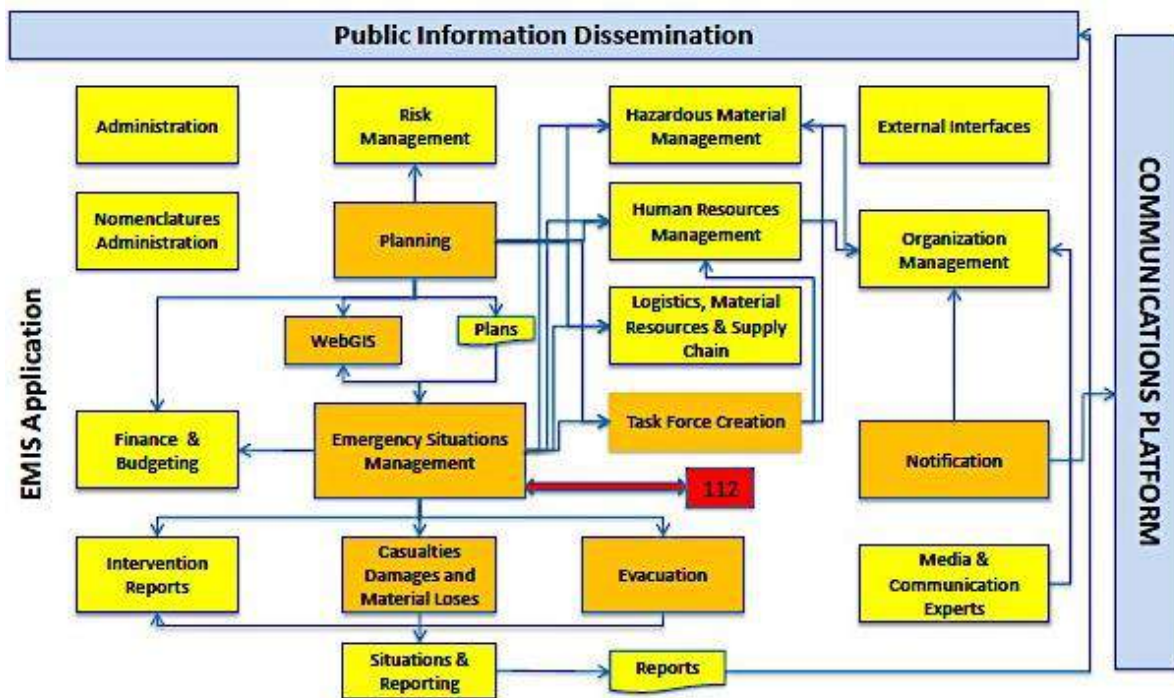 Public Information Dissemination
Administration
Risk
Management
Hazardous Material
Management
External Interfaces
Nomenclatures
Administration
Planning
Human Resources
Management
Organization
Management
WebGIS
Plans
Logistics, Material
Resources & Supply
Chain
EMIS Application
Finance &
Budgeting
Emergency Situations
Management
Task Force Creation
Notification
112
Intervention
Reports
Casualties
Damages and
Material Loses
Evacuation
Media &
Communication
Experts
Situations &
Reporting
Reports
COMMUNICATIONS PLATFORM